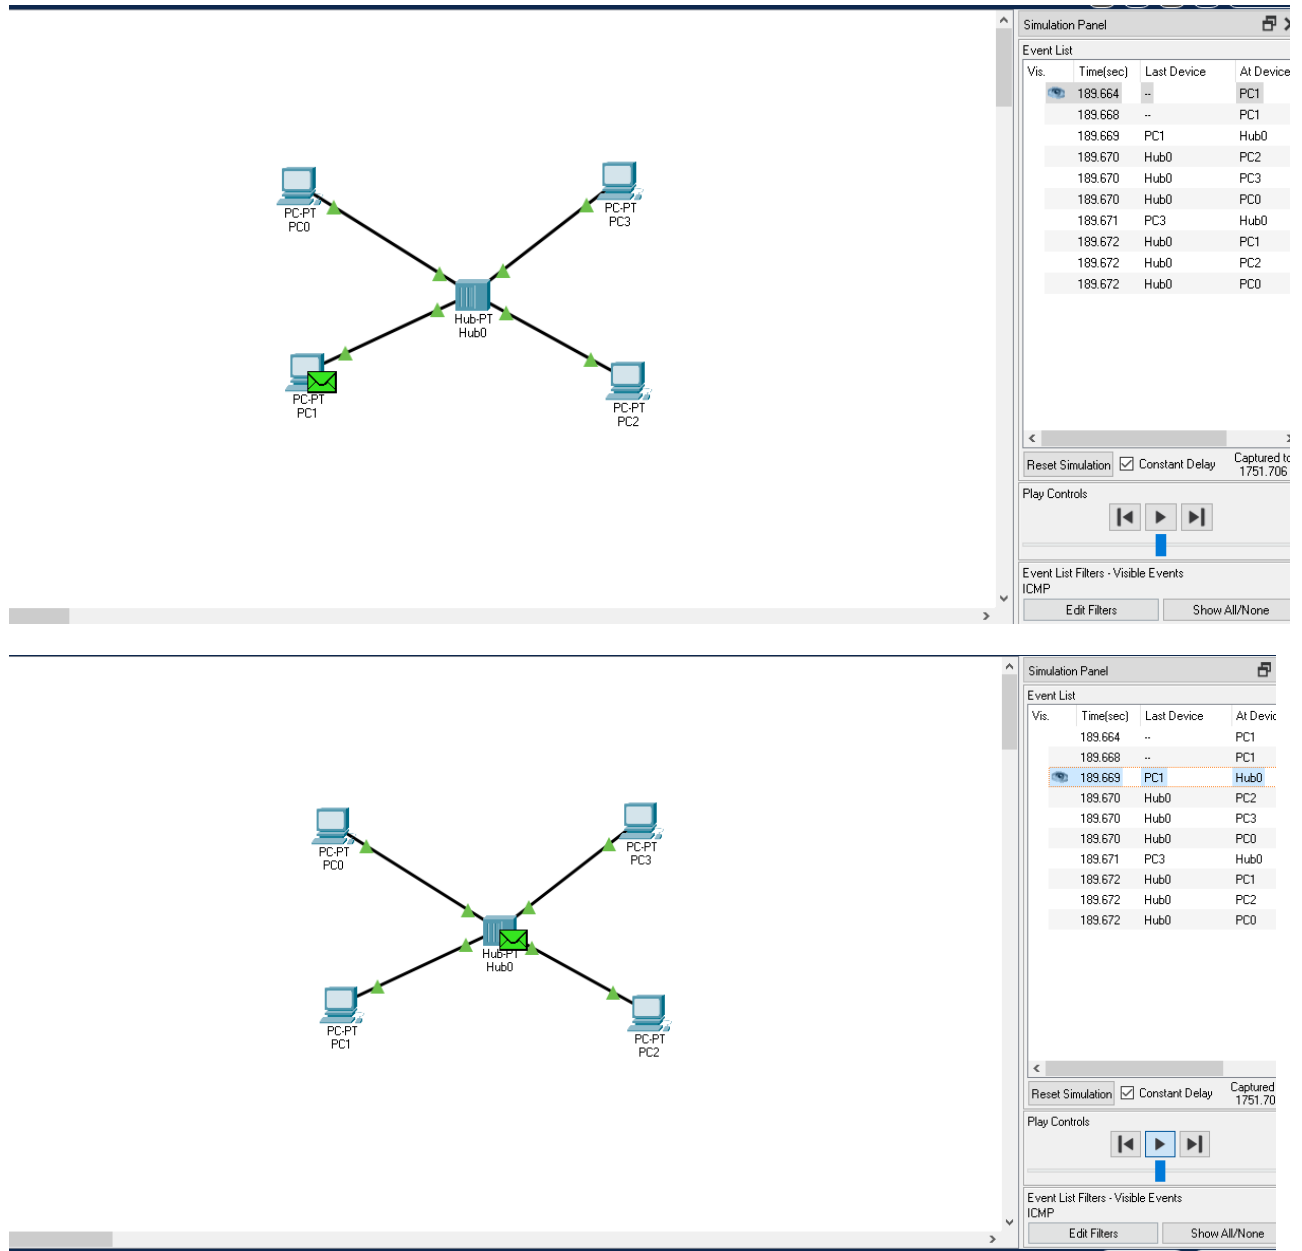 Simulation Panel
Event List
Vis. Time(sec) Last Device At Device
189.664 -- PC1
189.668 -- PC1
189.669 PC1 Hub0
189.670 Hub0 PC2
189.670 Hub0 PC3
189.670 Hub0 PC0
189.671 PC3 Hub0
189.672 Hub0 PC1
189.672 Hub0 PC2
189.672 Hub0 PC0
PC-PT
PC0
PC-PT
PC3
Hub-PT
Hub0
PC-PT
PC1
PC-PT
PC2
Reset Simulation Constant Delay Captured to
1751.706
Play Controls
Event List Filters - Visible Events
ICMP
Edit Filters Show All/None
Simulation Panel
Event List
Vis. Time(sec) Last Device At Devic
189.664 -- PC1
189.668 -- PC1
189.669 PC1 Hub0
189.670 Hub0 PC2
189.670 Hub0 PC3
189.670 Hub0 PC0
189.671 PC3 Hub0
189.672 Hub0 PC1
189.672 Hub0 PC2
189.672 Hub0 PC0
PC-PT
PC0
PC-PT
PC3
Hub-PT
Hub0
PC-PT
PC1
PC-PT
PC2
Reset Simulation Constant Delay Captured
1751.70
Play Controls
Event List Filters - Visible Events
ICMP
Edit Filters Show All/None